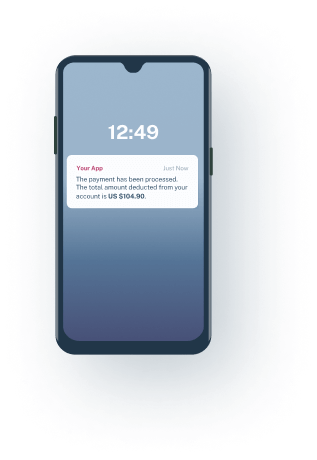 12:49
Your App Just Now
The payment has been processed.
The total amount deducted from your
account is US $104.90.